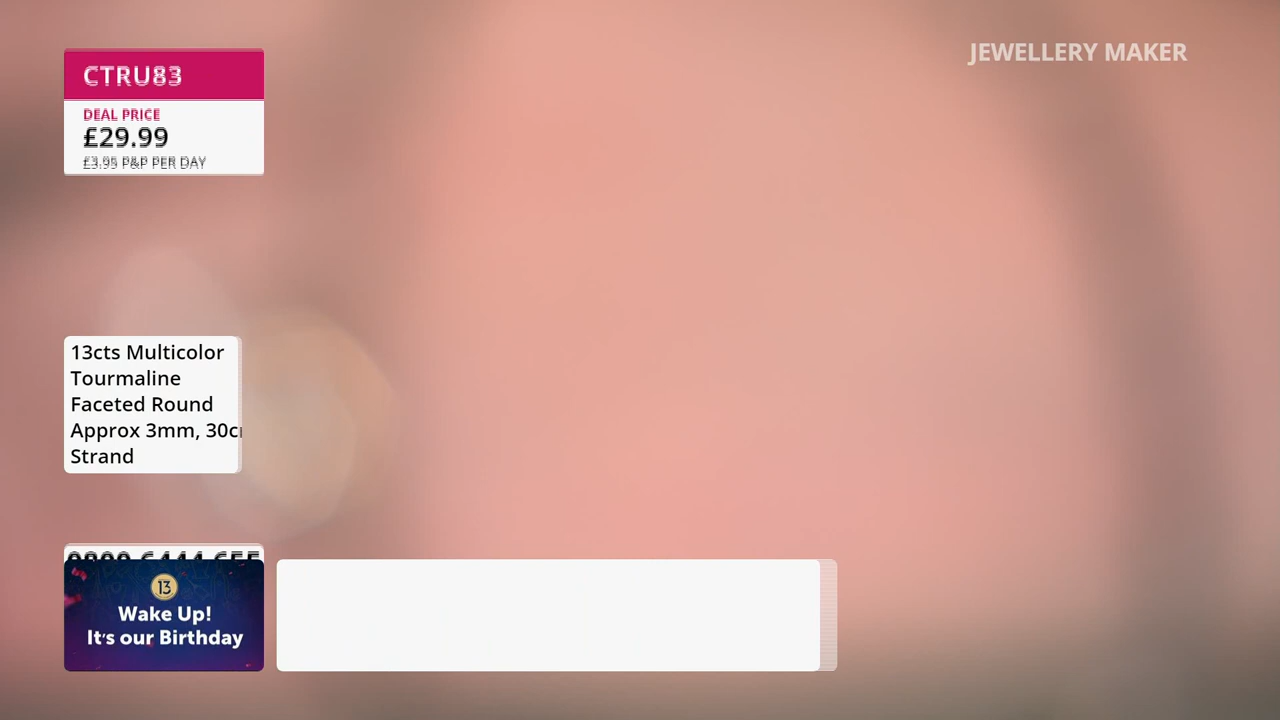 JEWELLERY MAKER
CTRU83
DEAL PRICE
£29.99
£3.95 P&P PER DAY
13cts Multicolor
Tourmaline
Faceted Round
Approx 3mm, 30c
Strand
13
Wake Up!
It's our Birthday